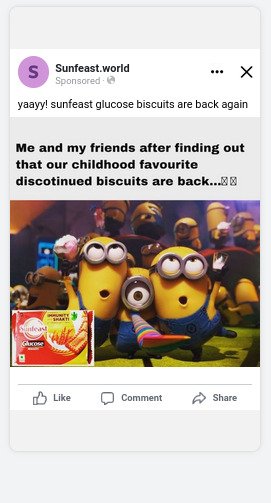 S
Sunfeast.world
Sponsored ·
yaayy! sunfeast glucose biscuits are back again
Me and my friends after finding out
that our childhood favourite
discotinued biscuits are back...
IMMUNITY
SHAKTI
Sunfeast
Glucose
Like
Comment
Share